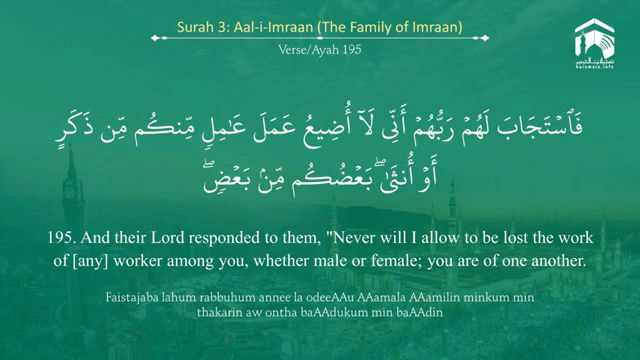 Surah 3: Aal-i-Imraan (The Family of Imraan)
Verse/Ayah 195
haramain.info
فَٱسْتَجَابَ لَهُمْ رَبُّهُمْ أَنِّى لَآ أُضِيعُ عَمَلَ عَـٰمِلٍ مِّنكُم مِّن ذَكَرٍ
أَوْ أُنثَىٰ ۖ بَعْضُكُم مِّنۢ بَعْضٍ ۖ
195. And their Lord responded to them, "Never will I allow to be lost the work
of [any] worker among you, whether male or female; you are of one another.
Faistajaba lahum rabbuhum annee la odeeAAu AAamala AAamilin minkum min
thakarin aw ontha baAAdukum min baAAdin